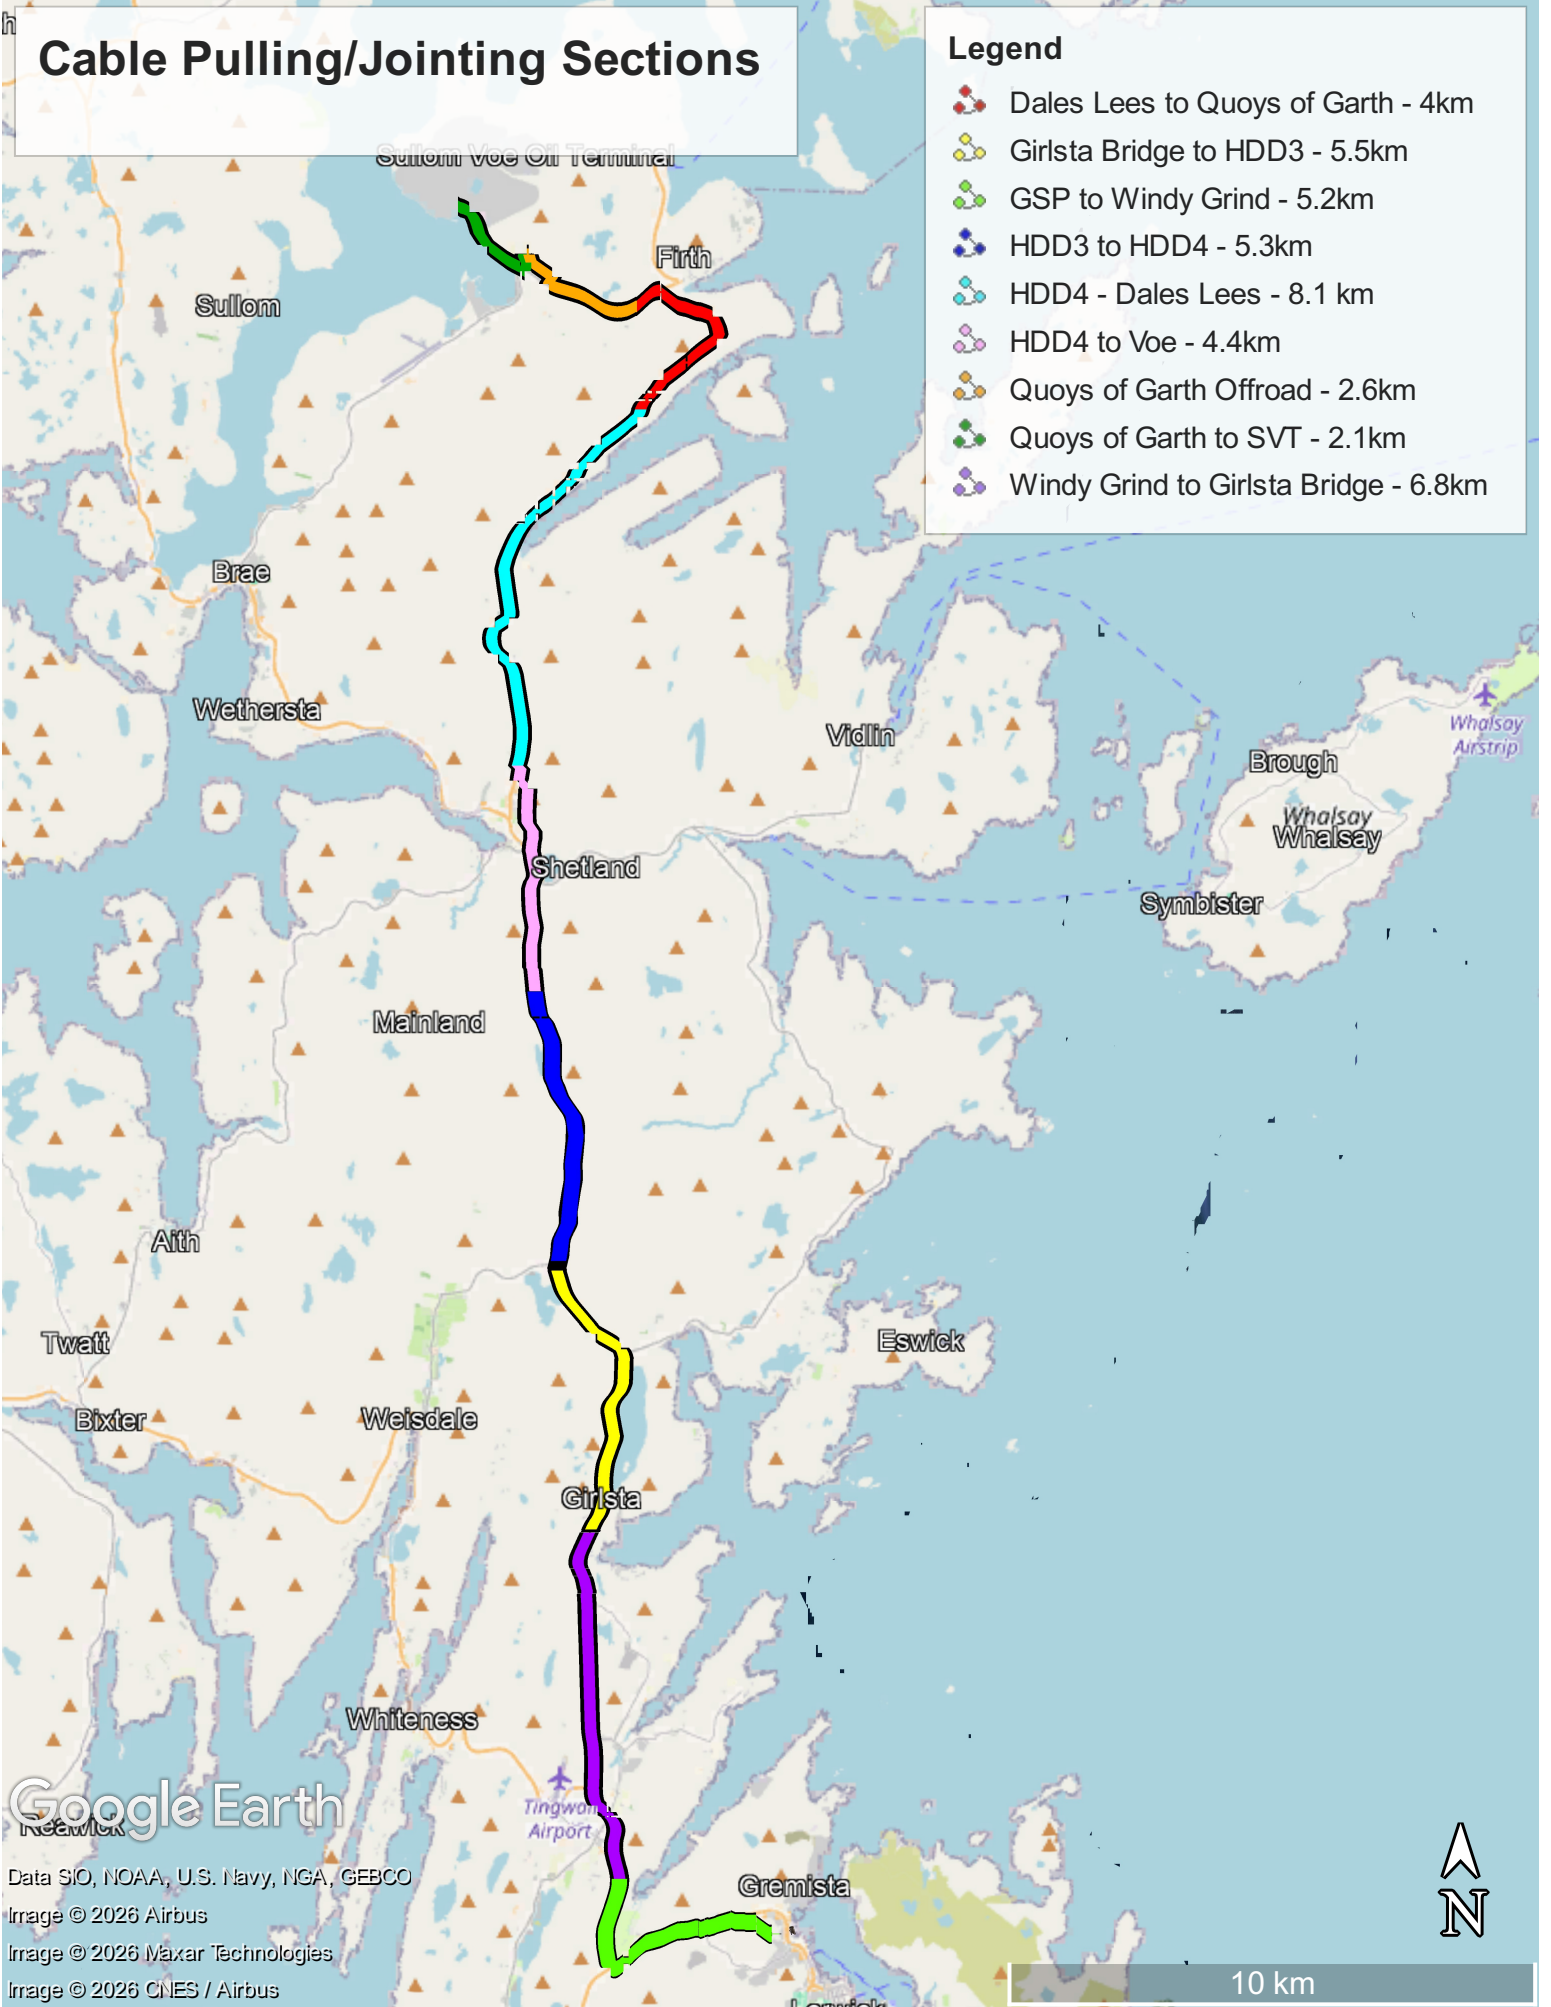 Cable Pulling/Jointing Sections
Legend
Dales Lees to Quoys of Garth - 4km
Girlsta Bridge to HDD3 - 5.5km
GSP to Windy Grind - 5.2km
HDD3 to HDD4 - 5.3km
HDD4 - Dales Lees - 8.1 km
HDD4 to Voe - 4.4km
Quoys of Garth Offroad - 2.6km
Quoys of Garth to SVT - 2.1km
Windy Grind to Girlsta Bridge - 6.8km
Sullom Voe Oil Terminal
Firth
Sullom
Brae
Wethersta
Vidlin
Whalsay
Airstrip
Brough
Whalsay
Whalsay
Shetland
Symbister
Mainland
Aith
Twatt
Eswick
Bixter
Weisdale
Girlsta
Whiteness
Tingwall
Airport
Google Earth
Reawick
Gremista
Data SIO, NOAA, U.S. Navy, NGA, GEBCO
Image © 2026 Airbus
Image © 2026 Maxar Technologies
Image © 2026 CNES / Airbus
N
10 km
Lerwick